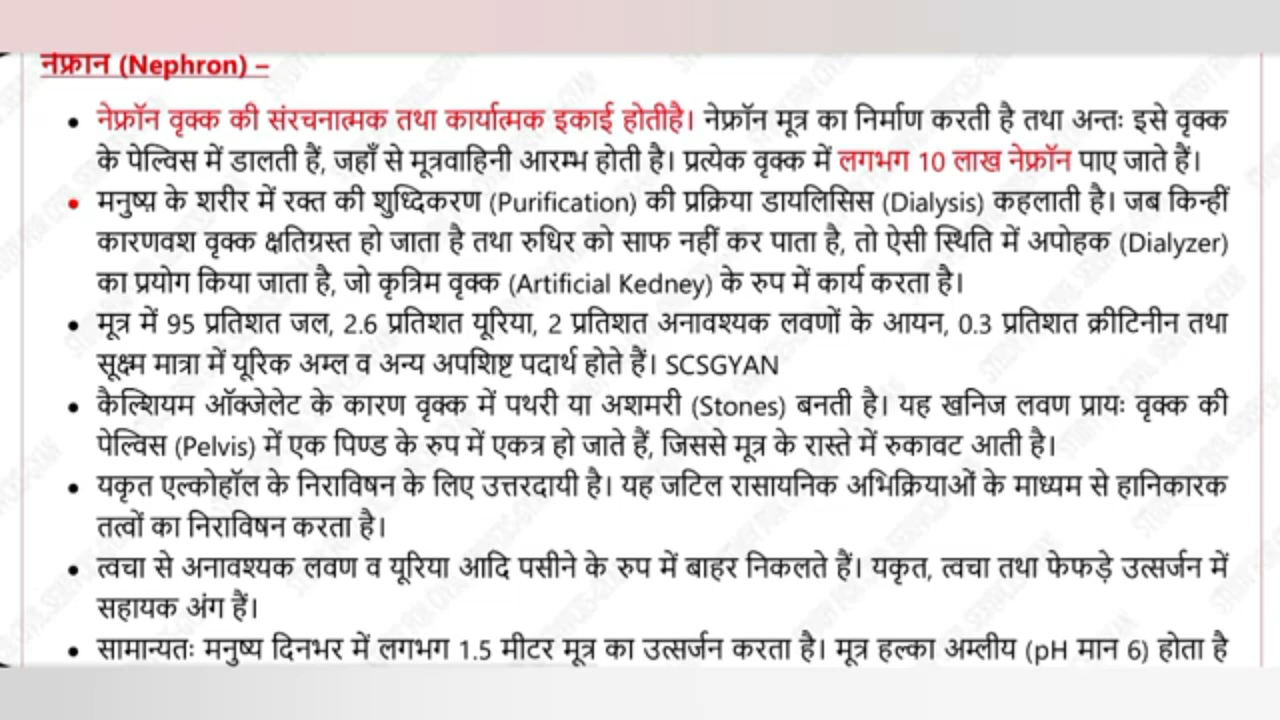 नेफ्रॉन (Nephron) –
• नेफ्रॉन वृक्क की संरचनात्मक तथा कार्यात्मक इकाई होतीहै। नेफ्रॉन मूत्र का निर्माण करती है तथा अन्तः इसे वृक्क
के पेल्विस में डालती हैं, जहाँ से मूत्रवाहिनी आरम्भ होती है। प्रत्येक वृक्क में लगभग 10 लाख नेफ्रॉन पाए जाते हैं।
• मनुष्य के शरीर में रक्त की शुध्दिकरण (Purification) की प्रक्रिया डायलिसिस (Dialysis) कहलाती है। जब किन्हीं
कारणवश वृक्क क्षतिग्रस्त हो जाता है तथा रुधिर को साफ नहीं कर पाता है, तो ऐसी स्थिति में अपोहक (Dialyzer)
का प्रयोग किया जाता है, जो कृत्रिम वृक्क (Artificial Kedney) के रुप में कार्य करता है।
• मूत्र में 95 प्रतिशत जल, 2.6 प्रतिशत यूरिया, 2 प्रतिशत अनावश्यक लवणों के आयन, 0.3 प्रतिशत क्रीटिनीन तथा
सूक्ष्म मात्रा में यूरिक अम्ल व अन्य अपशिष्ट पदार्थ होते हैं। SCSGYAN
• कैल्शियम ऑक्जेलेट के कारण वृक्क में पथरी या अशमरी (Stones) बनती है। यह खनिज लवण प्रायः वृक्क की
पेल्विस (Pelvis) में एक पिण्ड के रुप में एकत्र हो जाते हैं, जिससे मूत्र के रास्ते में रुकावट आती है।
• यकृत एल्कोहॉल के निराविषन के लिए उत्तरदायी है। यह जटिल रासायनिक अभिक्रियाओं के माध्यम से हानिकारक
तत्वों का निराविषन करता है।
• त्वचा से अनावश्यक लवण व यूरिया आदि पसीने के रुप में बाहर निकलते हैं। यकृत, त्वचा तथा फेफड़े उत्सर्जन में
सहायक अंग हैं।
• सामान्यतः मनुष्य दिनभर में लगभग 1.5 मीटर मूत्र का उत्सर्जन करता है। मूत्र हल्का अम्लीय (pH मान 6) होता है